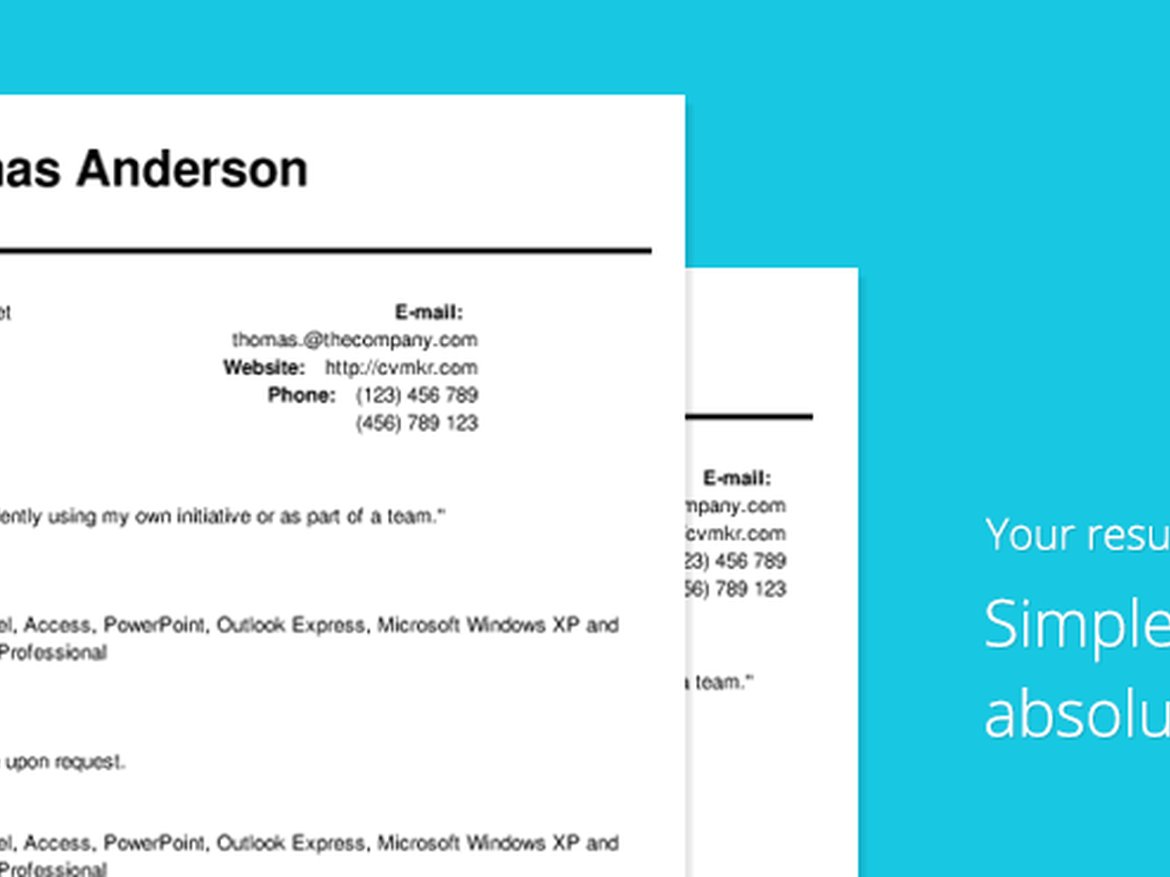 as Anderson
et
E-mail:
thomas.@thecompany.com
Website: http://cvmkr.com
Phone: (123) 456 789
(456) 789 123
ently using my own initiative or as part of a team."
el, Access, PowerPoint, Outlook Express, Microsoft Windows XP and
Professional
upon request.
el, Access, PowerPoint, Outlook Express, Microsoft Windows XP and
Professional
E-mail:
mpany.com
/cvmkr.com
23) 456 789
56) 789 123
a team."
Your resu
Simple
absolu